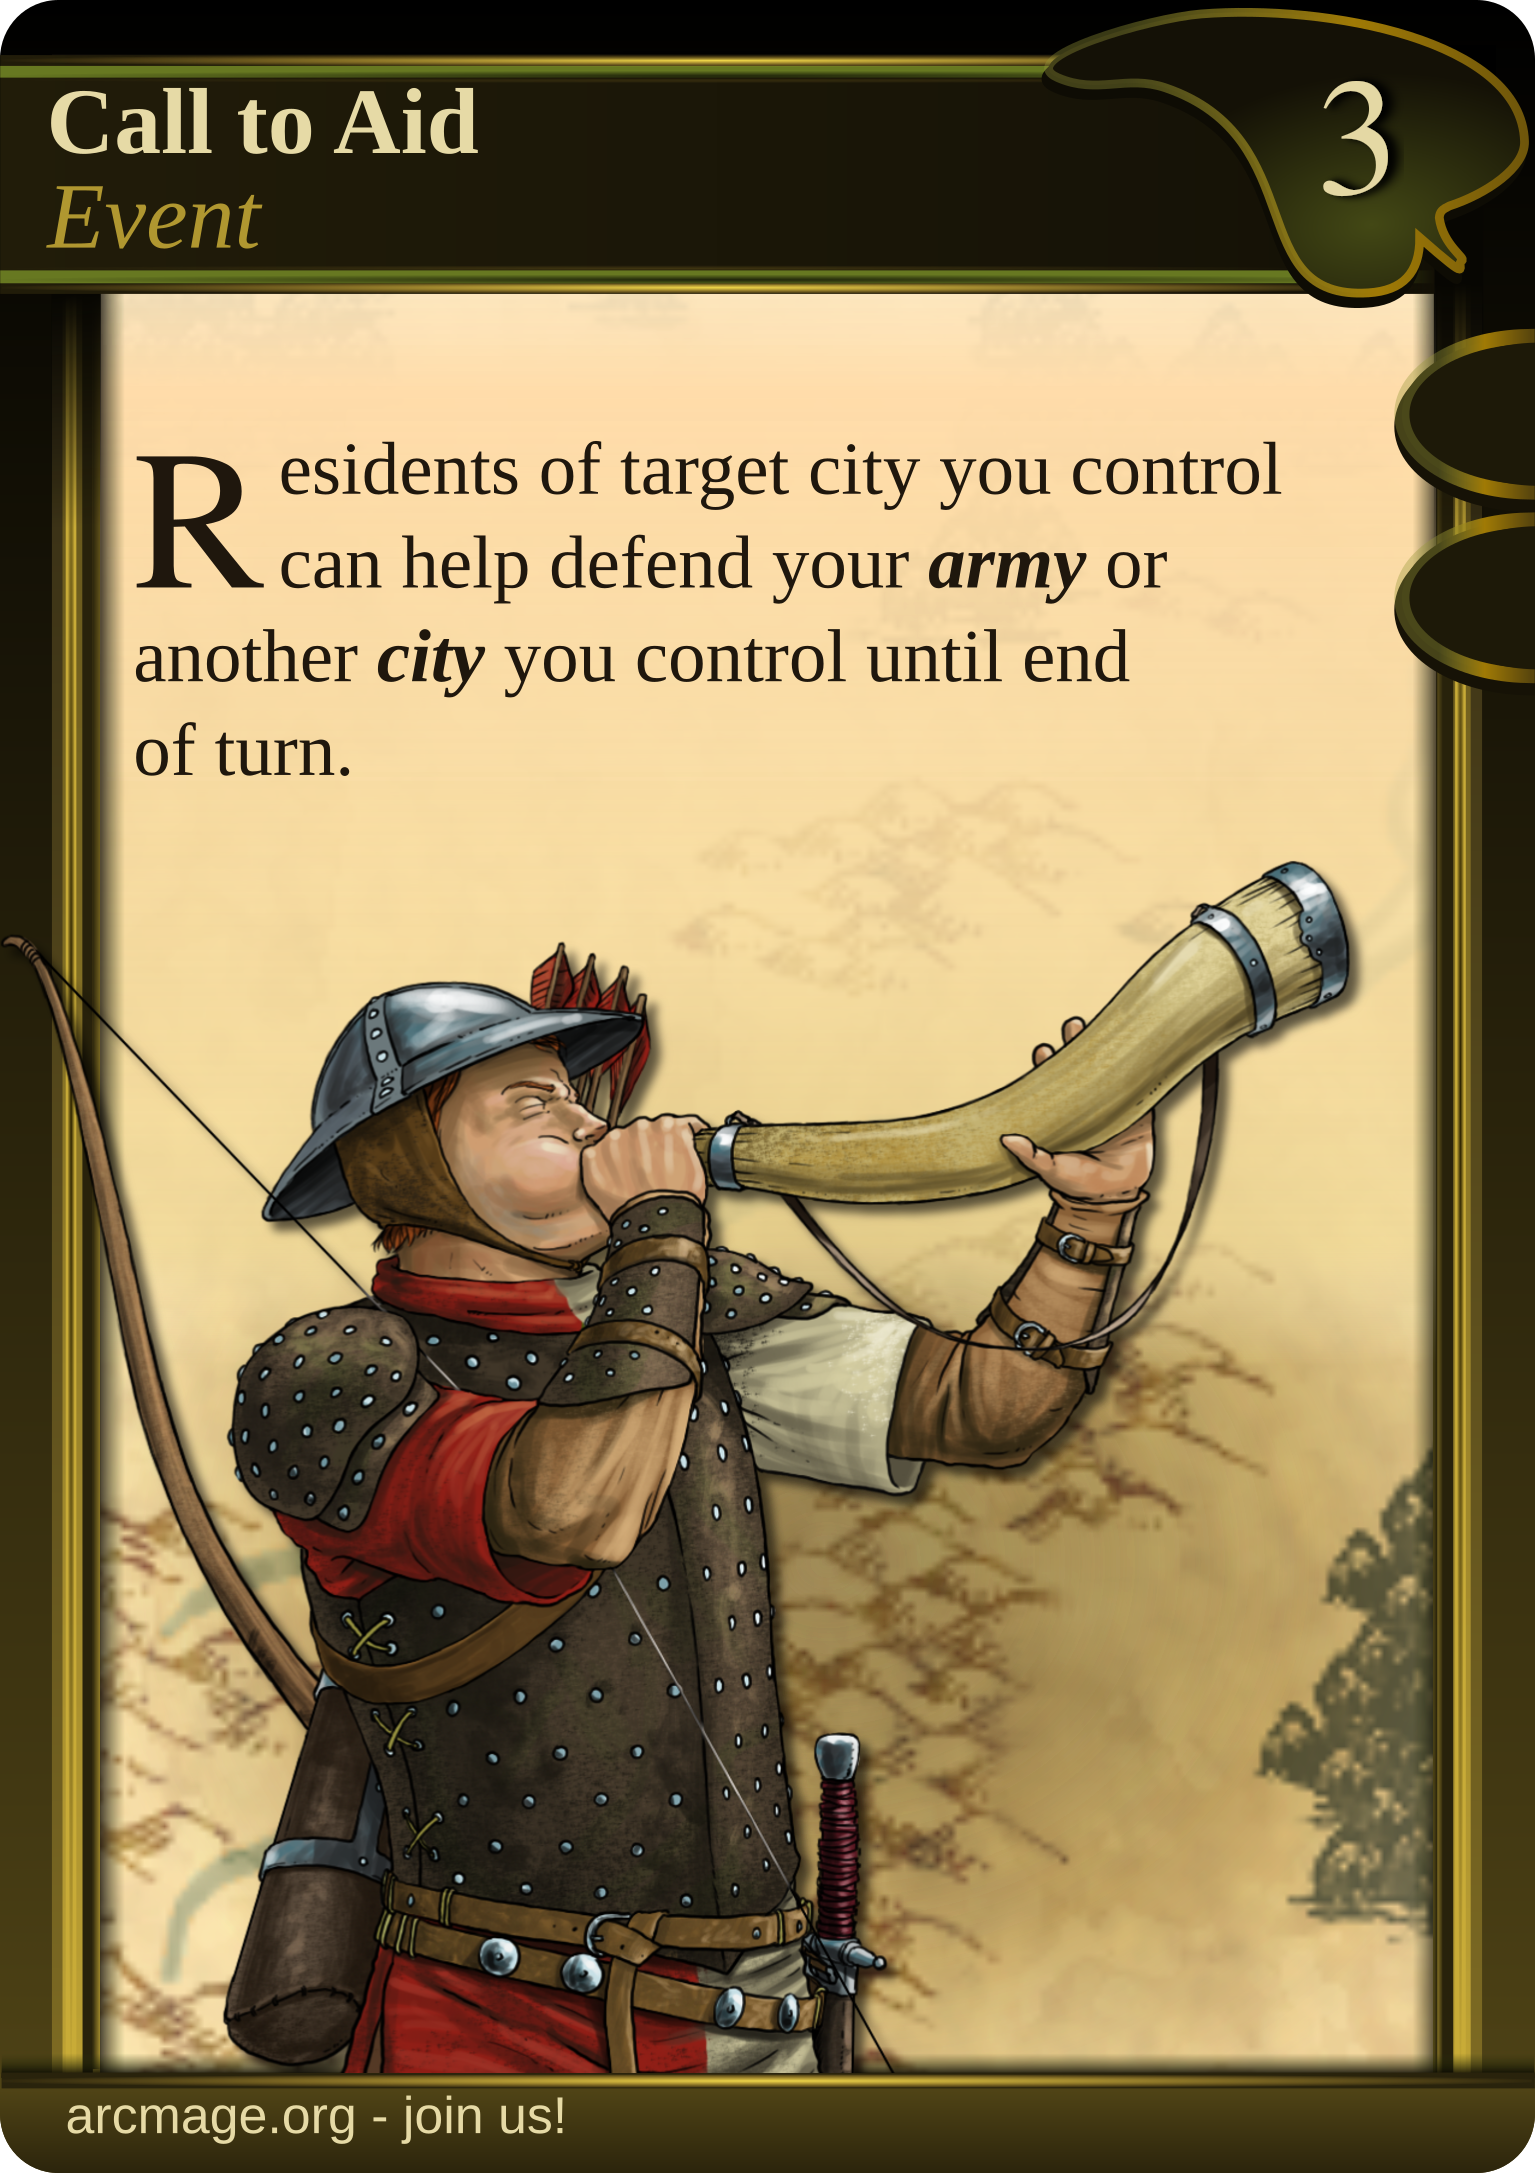 Call to Aid
3
Event
Residents of target city you control
can help defend your army or
another city you control until end
of turn.
arcmage.org - join us!